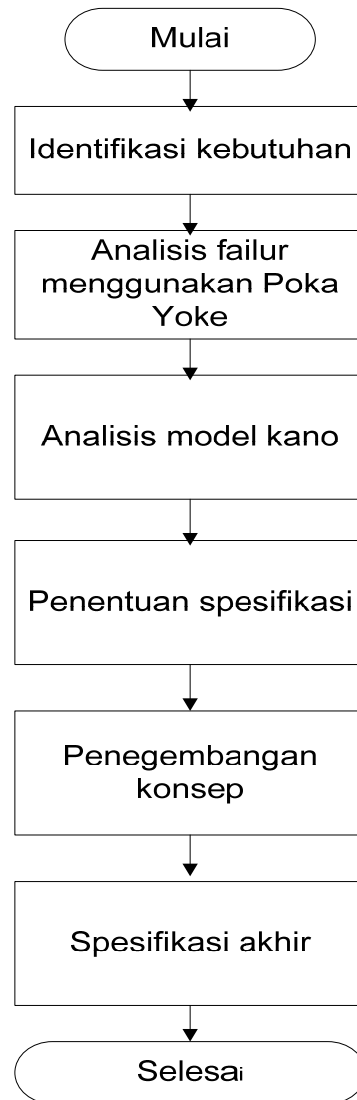 Mulai
Identifikasi kebutuhan
Analisis failur
menggunakan Poka
Yoke
Analisis model kano
Penentuan spesifikasi
Penegembangan
konsep
Spesifikasi akhir
Selesai